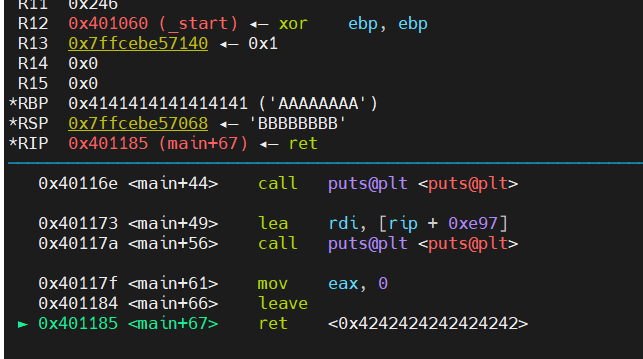 R11  0x246
R12  0x401060 (_start) ◂— xor    ebp, ebp
R13  0x7ffcebe57140 ◂— 0x1
R14  0x0
R15  0x0
*RBP  0x4141414141414141 ('AAAAAAAA')
*RSP  0x7ffcebe57068 ◂— 'BBBBBBBB'
*RIP  0x401185 (main+67) ◂— ret
0x40116e <main+44>    call   puts@plt <puts@plt>
0x401173 <main+49>    lea    rdi, [rip + 0xe97]
0x40117a <main+56>    call   puts@plt <puts@plt>
0x40117f <main+61>    mov    eax, 0
0x401184 <main+66>    leave
► 0x401185 <main+67>    ret    <0x4242424242424242>